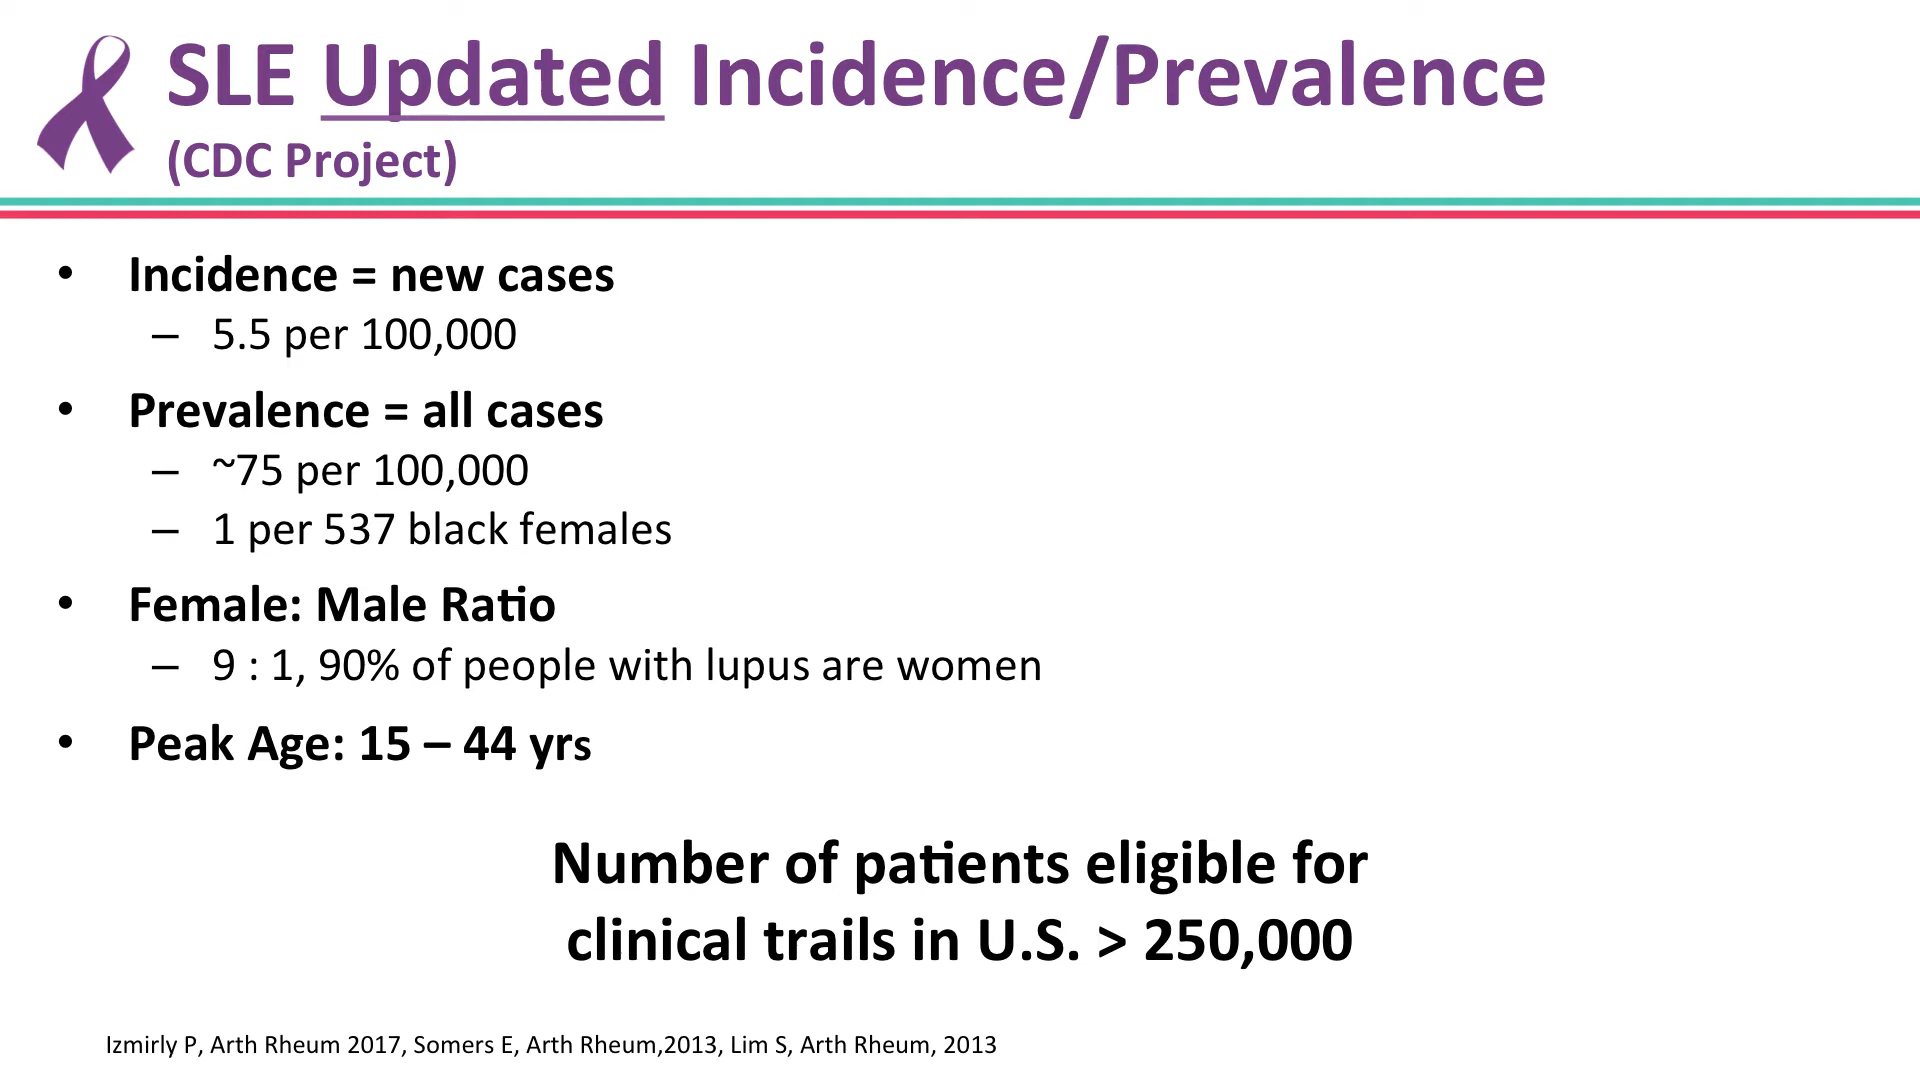 SLE Updated Incidence/Prevalence
(CDC Project)
• Incidence = new cases
– 5.5 per 100,000
• Prevalence = all cases
– ~75 per 100,000
– 1 per 537 black females
• Female: Male Ratio
– 9 : 1, 90% of people with lupus are women
• Peak Age: 15 – 44 yrs
Number of patients eligible for
clinical trails in U.S. > 250,000
Izmirly P, Arth Rheum 2017, Somers E, Arth Rheum,2013, Lim S, Arth Rheum, 2013